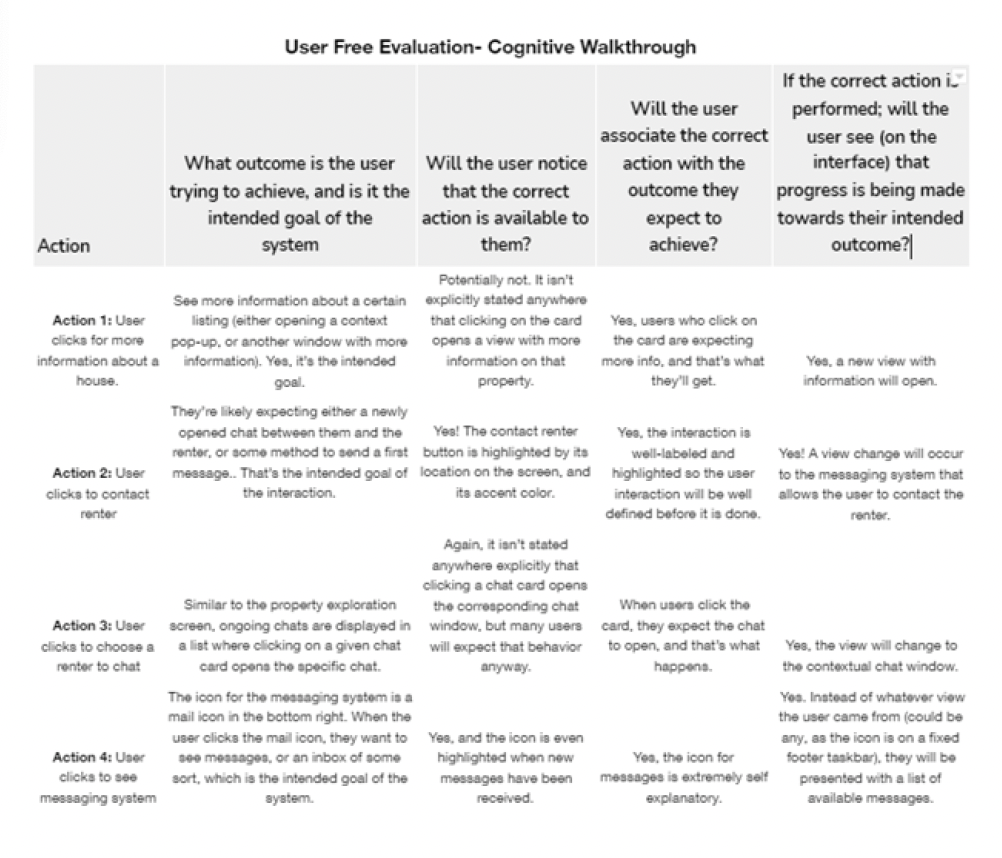 User Free Evaluation- Cognitive Walkthrough
Action
What outcome is the user
trying to achieve, and is it the
intended goal of the
system
Will the user notice
that the correct
action is available to
them?
Will the user
associate the correct
action with the
outcome they
expect to
achieve?
If the correct action is
performed; will the
user see (on the
interface) that
progress is being made
towards their intended
outcome?
Action 1: User
clicks for more
information about a
house.
See more information about a certain
listing (either opening a context
pop-up, or another window with more
information). Yes, it's the intended
goal.
Potentially not. It isn't
explicitly stated anywhere
that clicking on the card
opens a view with more
information on that
property.
Yes, users who click on
the card are expecting
more info, and that's what
they'll get.
Yes, a new view with
information will open.
Action 2: User
clicks to contact
renter
They're likely expecting either a newly
opened chat between them and the
renter, or some method to send a first
message.. That's the intended goal of
the interaction.
Yes! The contact renter
button is highlighted by its
location on the screen, and
its accent color.
Yes, the interaction is
well-labeled and
highlighted so the user
interaction will be well
defined before it is done.
Yes! A view change will occur
to the messaging system that
allows the user to contact the
renter.
Action 3: User
clicks to choose a
renter to chat
Similar to the property exploration
screen, ongoing chats are displayed in
a list where clicking on a given chat
card opens the specific chat.
Again, it isn't stated
anywhere explicitly that
clicking a chat card opens
the corresponding chat
window, but many users
will expect that behavior
anyway.
When users click the
card, they expect the chat
to open, and that's what
happens.
Yes, the view will change to
the contextual chat window.
Action 4: User
clicks to see
messaging system
The icon for the messaging system is a
mail icon in the bottom right. When the
user clicks the mail icon, they want to
see messages, or an inbox of some
sort, which is the intended goal of the
system.
Yes, and the icon is even
highlighted when new
messages have been
received.
Yes, the icon for
messages is extremely self
explanatory.
Yes. Instead of whatever view
the user came from (could be
any, as the icon is on a fixed
footer taskbar), they will be
presented with a list of
available messages.